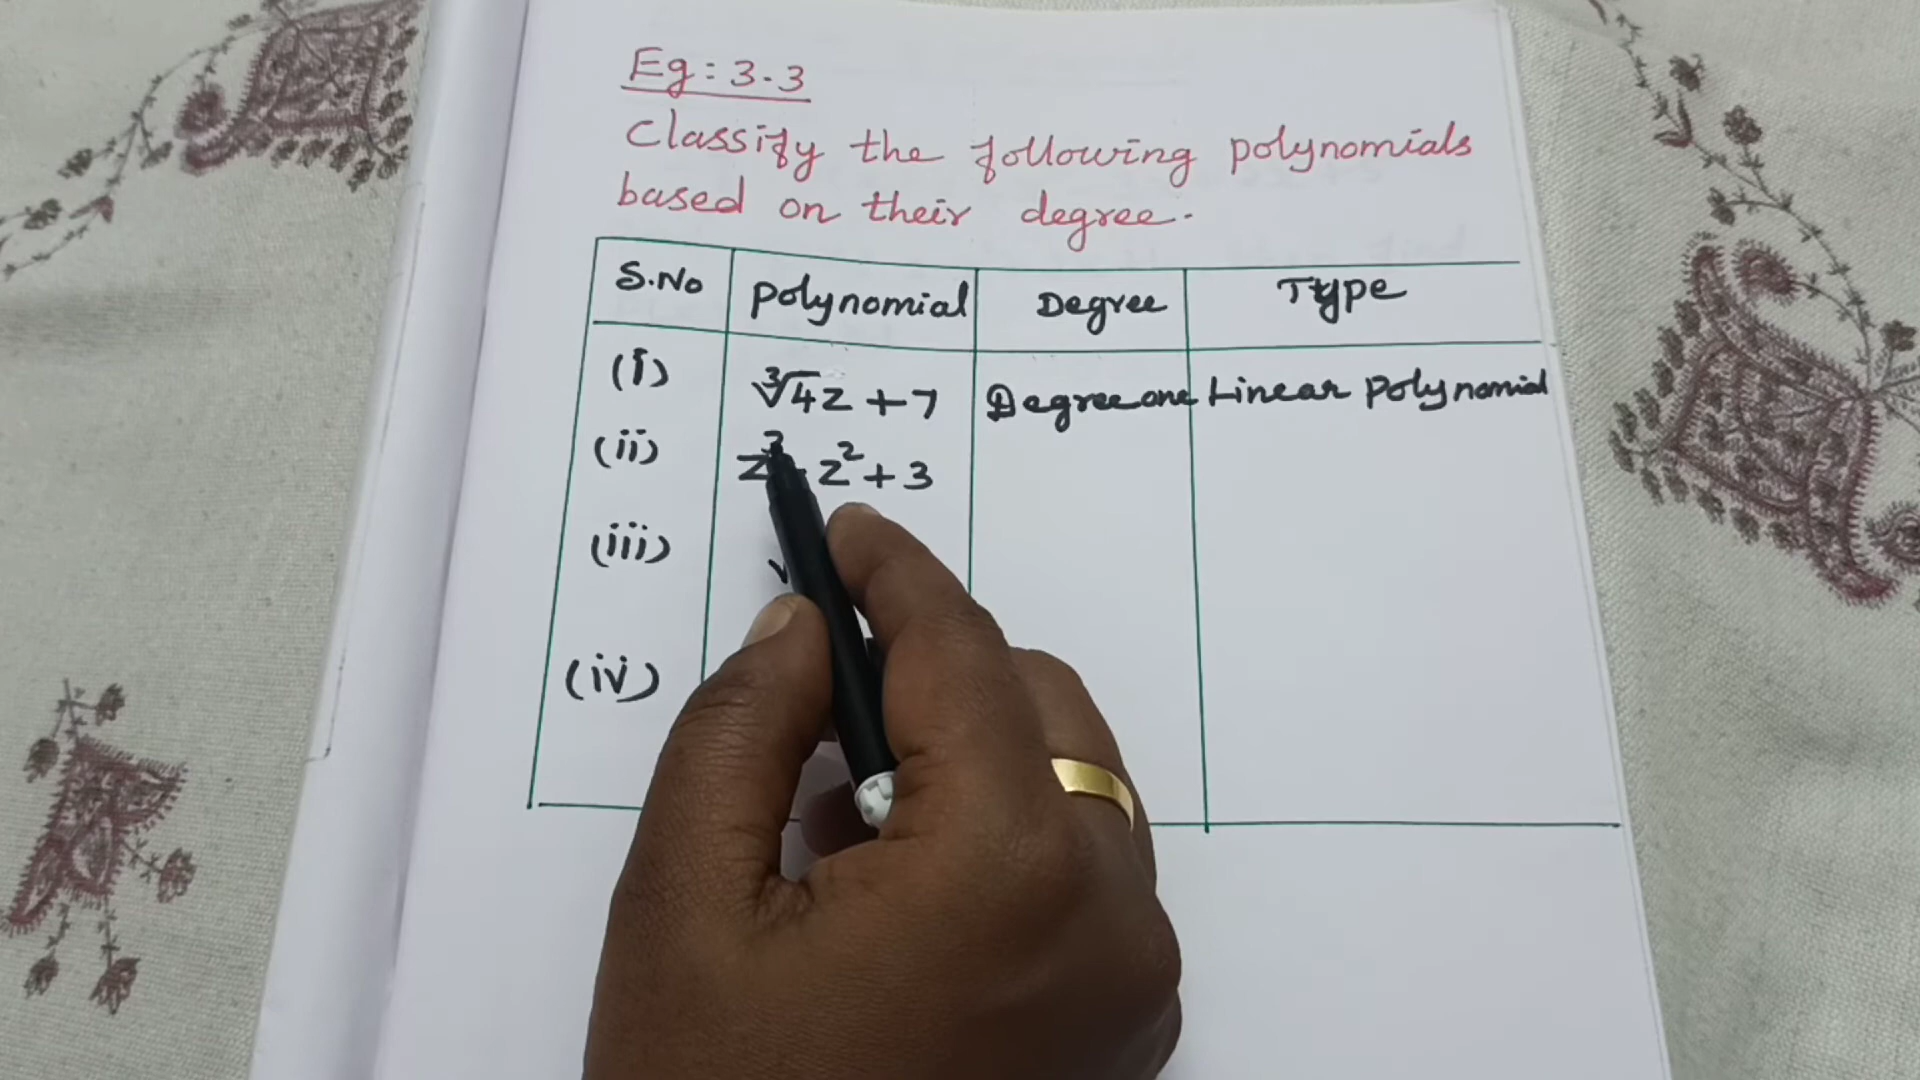 Eg: 3.3
Classify the following polynomials
based on their degree.
S.No polynomial Degree Type
(i) ∛4z + 7 Degree one Linear polynomial
(ii) z³ - z² + 3
(iii) √
(iv)